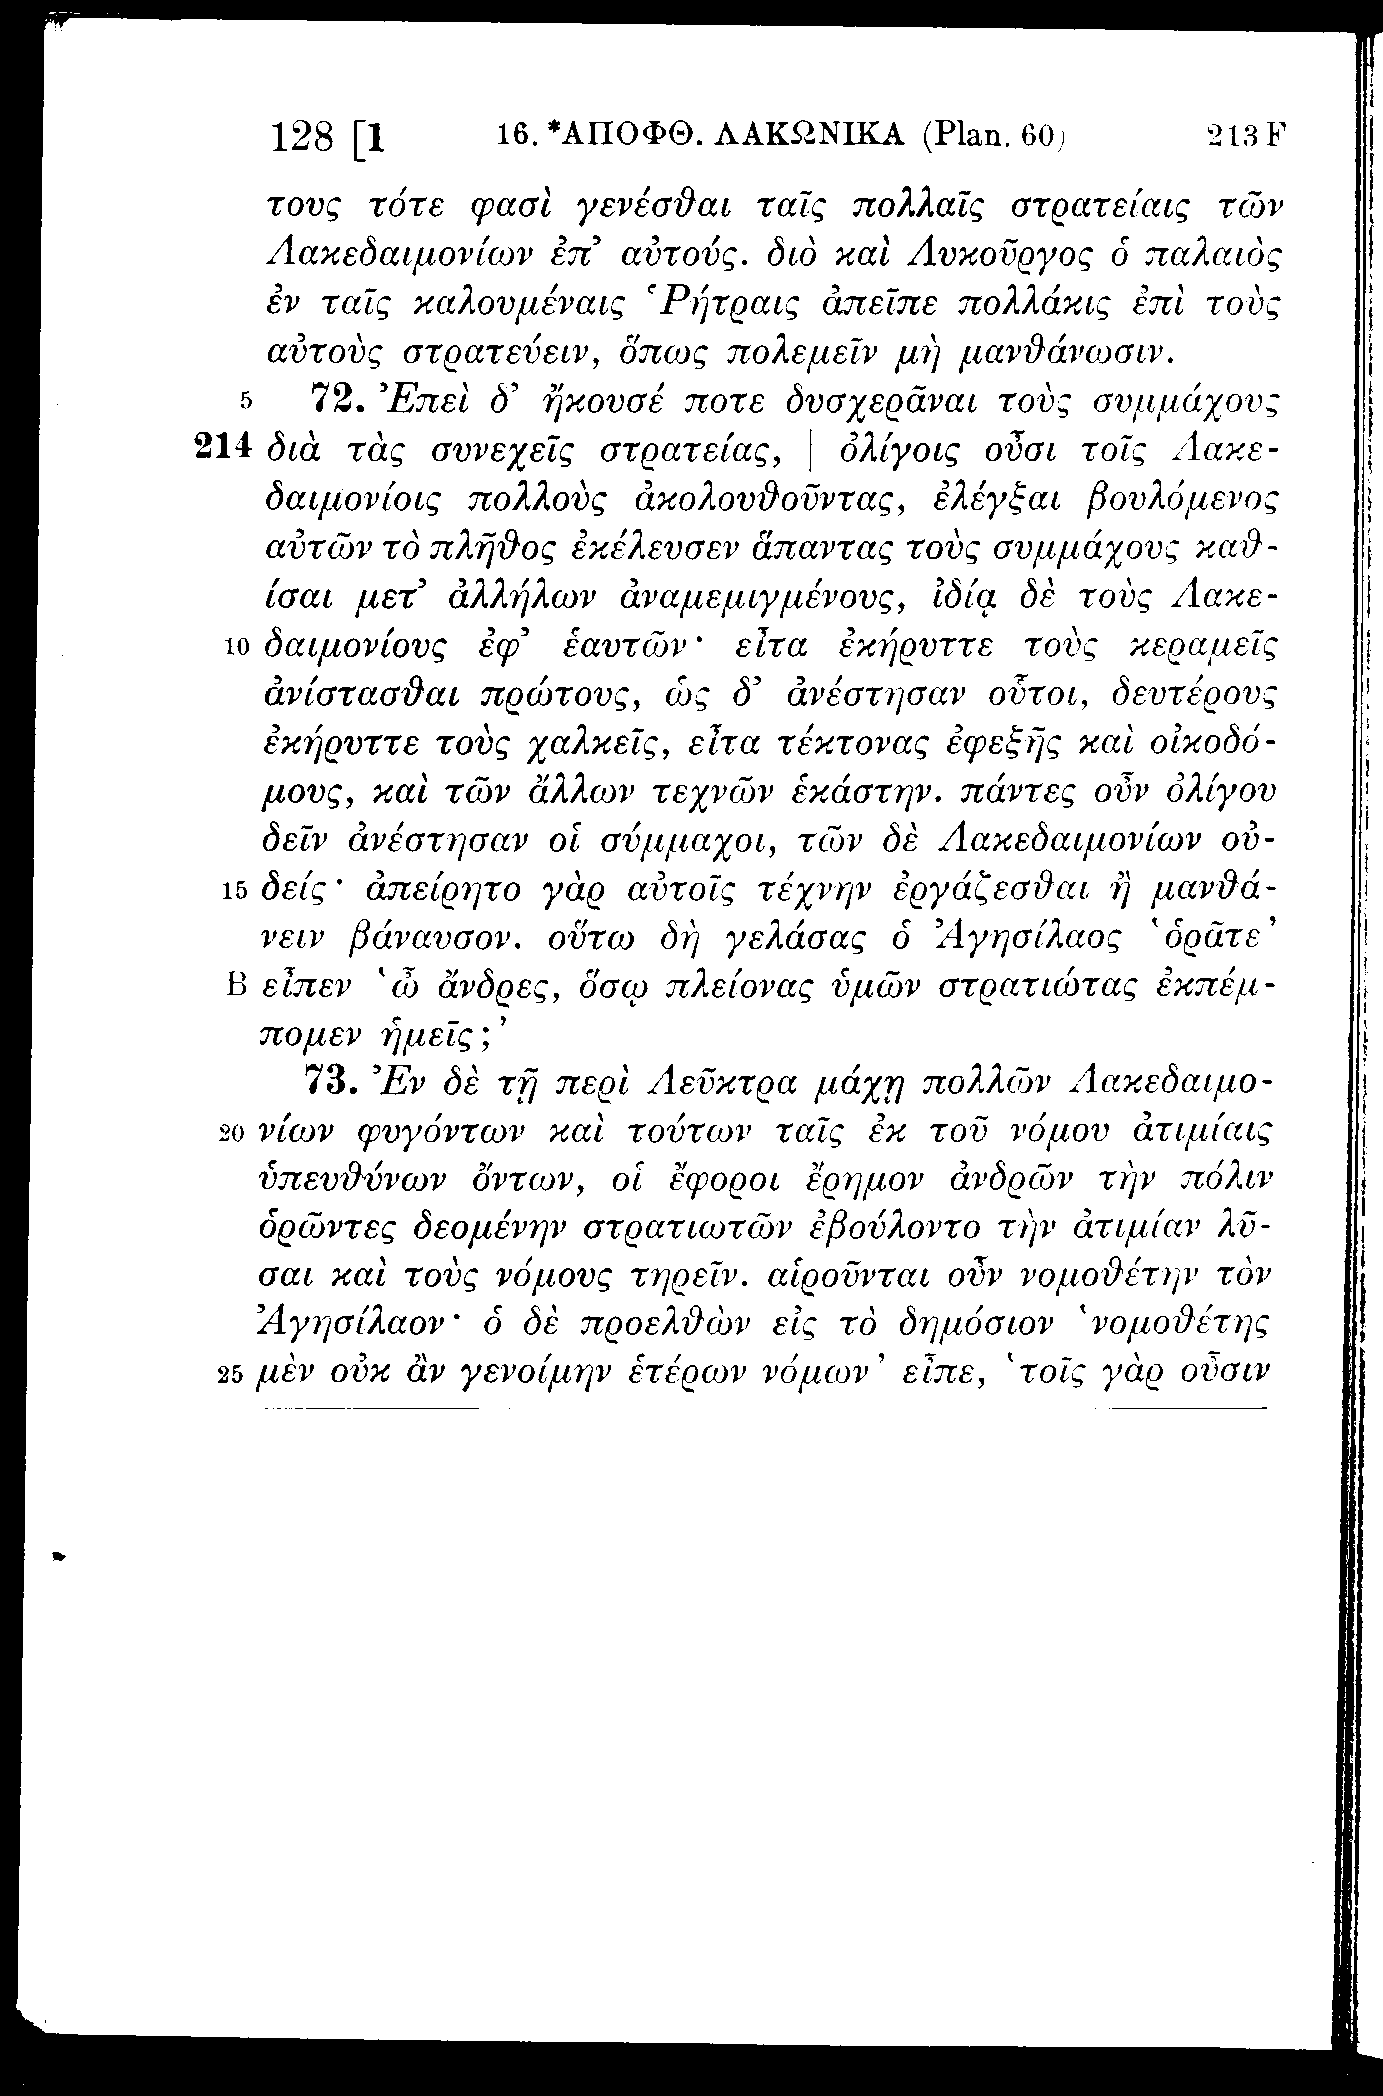 128 [1 16. *ΑΠΟΦΘ. ΛΑΚΩΝΙΚΑ (Plan. 60) 213 F
τους τότε φασὶ γενέσθαι ταῖς πολλαῖς στρατείαις τῶν
Λακεδαιμονίων ἐπ’ αὐτούς. διὸ καὶ Λυκοῦργος ὁ παλαιὸς
ἐν ταῖς καλουμέναις Ῥήτραις ἀπεῖπε πολλάκις ἐπὶ τοὺς
αὐτοὺς στρατεύειν, ὅπως πολεμεῖν μὴ μανθάνωσιν.
5 72. Ἐπεὶ δ’ ἤκουσέ ποτε δυσχερᾶναι τοὺς συμμάχους
214 διὰ τὰς συνεχεῖς στρατείας, | ὀλίγοις οὖσι τοῖς Λακε-
δαιμονίοις πολλοὺς ἀκολουθοῦντας, ἐλέγξαι βουλόμενος
αὐτῶν τὸ πλῆθος ἐκέλευσεν ἅπαντας τοὺς συμμάχους καθ-
ίσαι μετ’ ἀλλήλων ἀναμεμιγμένους, ἰδίᾳ δὲ τοὺς Λακε-
10 δαιμονίους ἐφ’ ἑαυτῶν· εἶτα ἐκήρυττε τοὺς κεραμεῖς
ἀνίστασθαι πρώτους, ὡς δ’ ἀνέστησαν οὗτοι, δευτέρους
ἐκήρυττε τοὺς χαλκεῖς, εἶτα τέκτονας ἐφεξῆς καὶ οἰκοδό-
μους, καὶ τῶν ἄλλων τεχνῶν ἑκάστην. πάντες οὖν ὀλίγου
δεῖν ἀνέστησαν οἱ σύμμαχοι, τῶν δὲ Λακεδαιμονίων οὐ-
15 δείς· ἀπείρητο γὰρ αὐτοῖς τέχνην ἐργάζεσθαι ἢ μανθά-
νειν βάναυσον. οὕτω δὴ γελάσας ὁ Ἀγησίλαος ‘ὁρᾶτε’
B εἶπεν ‘ὦ ἄνδρες, ὅσῳ πλείονας ὑμῶν στρατιώτας ἐκπέμ-
πομεν ἡμεῖς;’
73. Ἐν δὲ τῇ περὶ Λεῦκτρα μάχῃ πολλῶν Λακεδαιμο-
20 νίων φυγόντων καὶ τούτων ταῖς ἐκ τοῦ νόμου ἀτιμίαις
ὑπευθύνων ὄντων, οἱ ἔφοροι ἔρημον ἀνδρῶν τὴν πόλιν
ὁρῶντες δεομένην στρατιωτῶν ἐβούλοντο τὴν ἀτιμίαν λῦ-
σαι καὶ τοὺς νόμους τηρεῖν. αἱροῦνται οὖν νομοθέτην τὸν
Ἀγησίλαον· ὁ δὲ προελθὼν εἰς τὸ δημόσιον ‘νομοθέτης
25 μὲν οὐκ ἂν γενοίμην ἑτέρων νόμων’ εἶπε, ‘τοῖς γὰρ οὖσιν